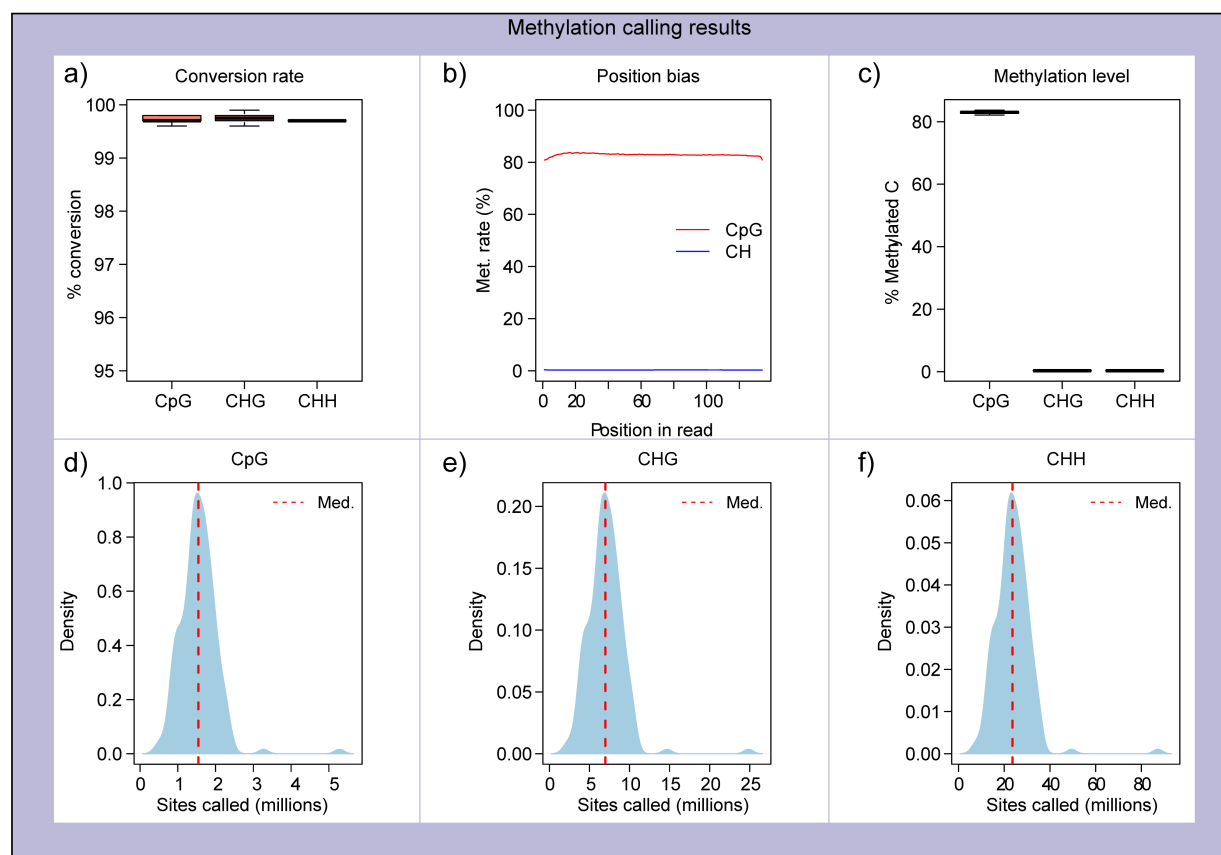 Methylation calling results
a)
Conversion rate
100
99
98
97
96
95
% conversion
CpG
CHG
CHH
b)
Position bias
100
80
60
40
20
0
Met. rate (%)
CpG
CH
0
20
60
100
Position in read
c)
Methylation level
80
60
40
20
0
% Methylated C
CpG
CHG
CHH
d)
CpG
1.0
0.8
0.6
0.4
0.2
0.0
Density
Med.
0
1
2
3
4
5
Sites called (millions)
e)
CHG
0.20
0.15
0.10
0.05
0.00
Density
Med.
0
5
10
15
20
25
Sites called (millions)
f)
CHH
0.06
0.05
0.04
0.03
0.02
0.01
0.00
Density
Med.
0
20
40
60
80
Sites called (millions)